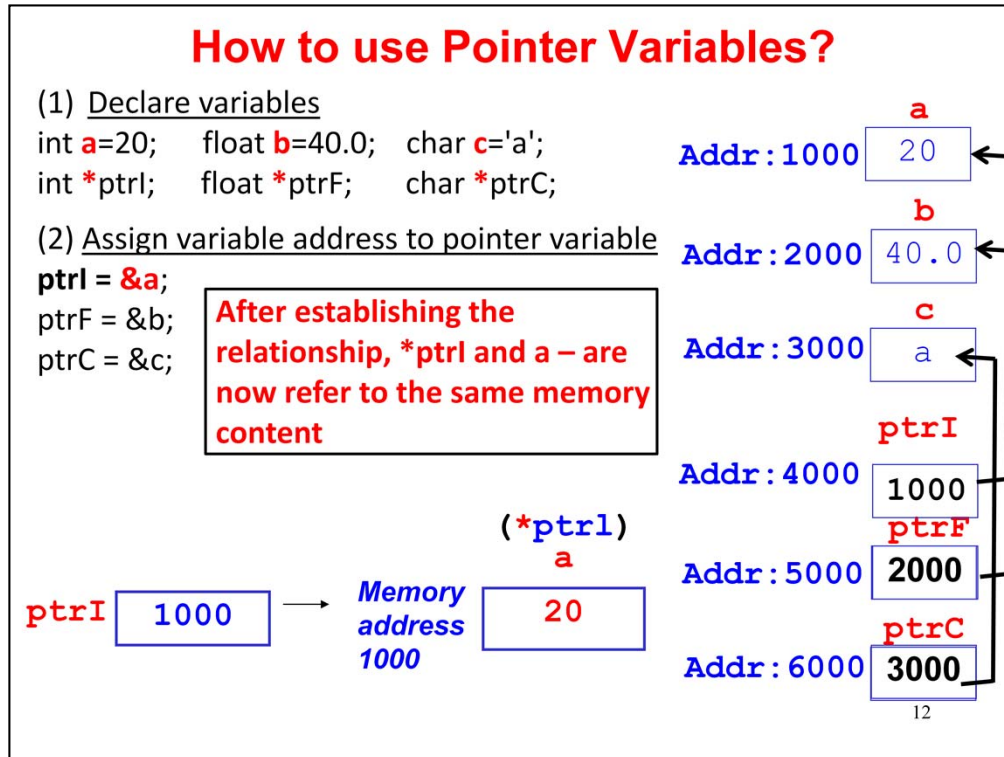 How to use Pointer Variables?
(1) Declare variables
int a=20; float b=40.0; char c='a';
int *ptrI; float *ptrF; char *ptrC;
(2) Assign variable address to pointer variable
ptrI = &a;
ptrF = &b;
ptrC = &c;
After establishing the
relationship, *ptrI and a – are
now refer to the same memory
content
ptrI 1000
Memory
address
1000
(*ptrl)
a
20
a
Addr:1000 20
b
Addr:2000 40.0
c
Addr:3000 a
ptrI
Addr:4000 1000
ptrF
Addr:5000 2000
ptrC
Addr:6000 3000
12